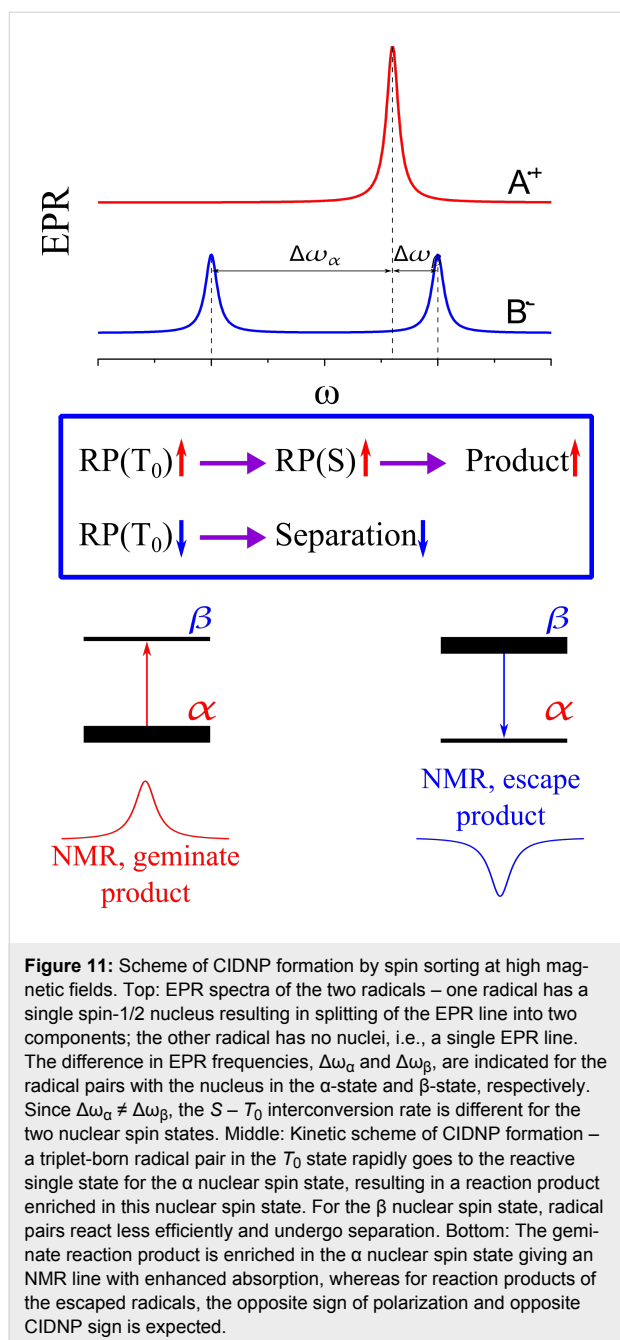 EPR
A•+
Δω_α
Δω
B•-
ω
RP(T₀) RP(S) Product
RP(T₀) Separation
β
α
β
α
NMR, geminate
product
NMR, escape
product
Figure 11: Scheme of CIDNP formation by spin sorting at high mag-
netic fields. Top: EPR spectra of the two radicals – one radical has a
single spin-1/2 nucleus resulting in splitting of the EPR line into two
components; the other radical has no nuclei, i.e., a single EPR line.
The difference in EPR frequencies, Δωα and Δωβ, are indicated for the
radical pairs with the nucleus in the α-state and β-state, respectively.
Since Δωα ≠ Δωβ, the S – T₀ interconversion rate is different for the
two nuclear spin states. Middle: Kinetic scheme of CIDNP formation –
a triplet-born radical pair in the T₀ state rapidly goes to the reactive
single state for the α nuclear spin state, resulting in a reaction product
enriched in this nuclear spin state. For the β nuclear spin state, radical
pairs react less efficiently and undergo separation. Bottom: The gemi-
nate reaction product is enriched in the α nuclear spin state giving an
NMR line with enhanced absorption, whereas for reaction products of
the escaped radicals, the opposite sign of polarization and opposite
CIDNP sign is expected.